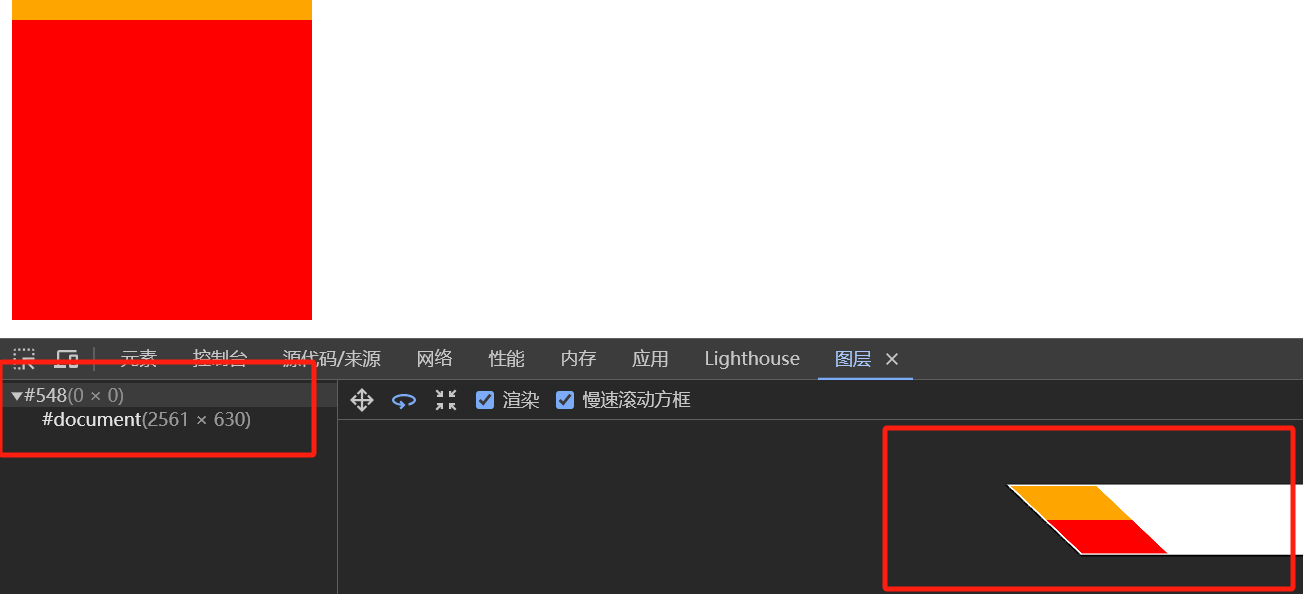 元素 控制台 源代码/来源 网络 性能 内存 应用 Lighthouse 图层
▼#548(0 × 0) 渲染 慢速滚动方框
#document(2561 × 630)